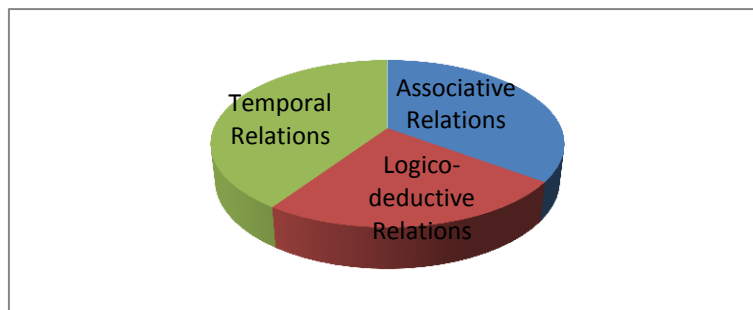 Temporal
Relations
Associative
Relations
Logico-
deductive
Relations